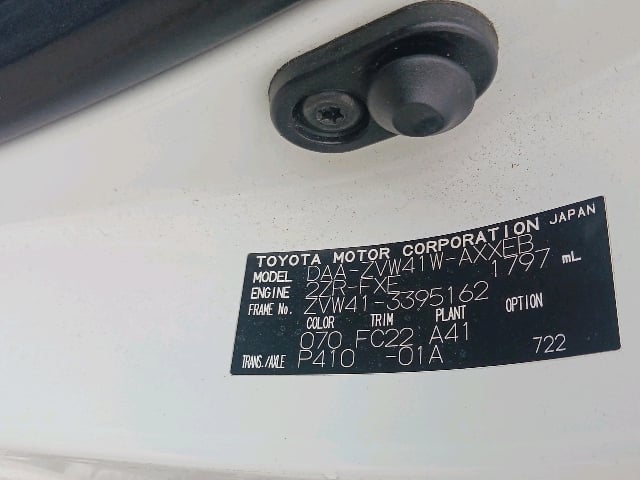 TOYOTA MOTOR CORPORATION JAPAN
MODEL DAA-ZVW41W-AXXEB
ENGINE 2ZR-FXE 1797 mL
FRAME No. ZVW41-3395162
COLOR TRIM PLANT OPTION
070 FC22 A41
TRANS./AXLE P410 -01A 722